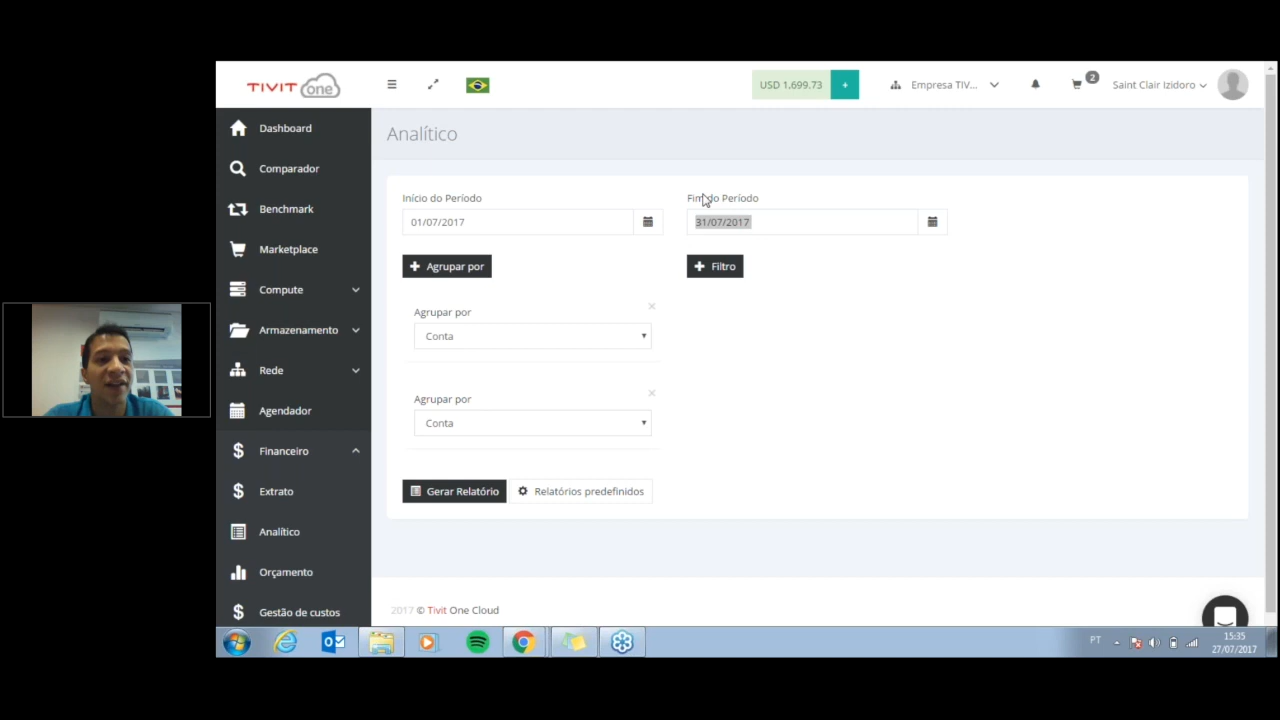 TIVIT one
USD 1,699.73
+
Empresa TIV...
2
Saint Clair Izidoro
Dashboard
Comparador
Benchmark
Marketplace
Compute
Armazenamento
Rede
Agendador
Financeiro
Extrato
Analítico
Orçamento
Gestão de custos
Analítico
Início do Período
Fim do Período
01/07/2017
31/07/2017
+ Agrupar por
+ Filtro
Agrupar por
×
Conta
Agrupar por
×
Conta
Gerar Relatório
Relatórios predefinidos
2017 © Tivit One Cloud
PT
15:35
27/07/2017